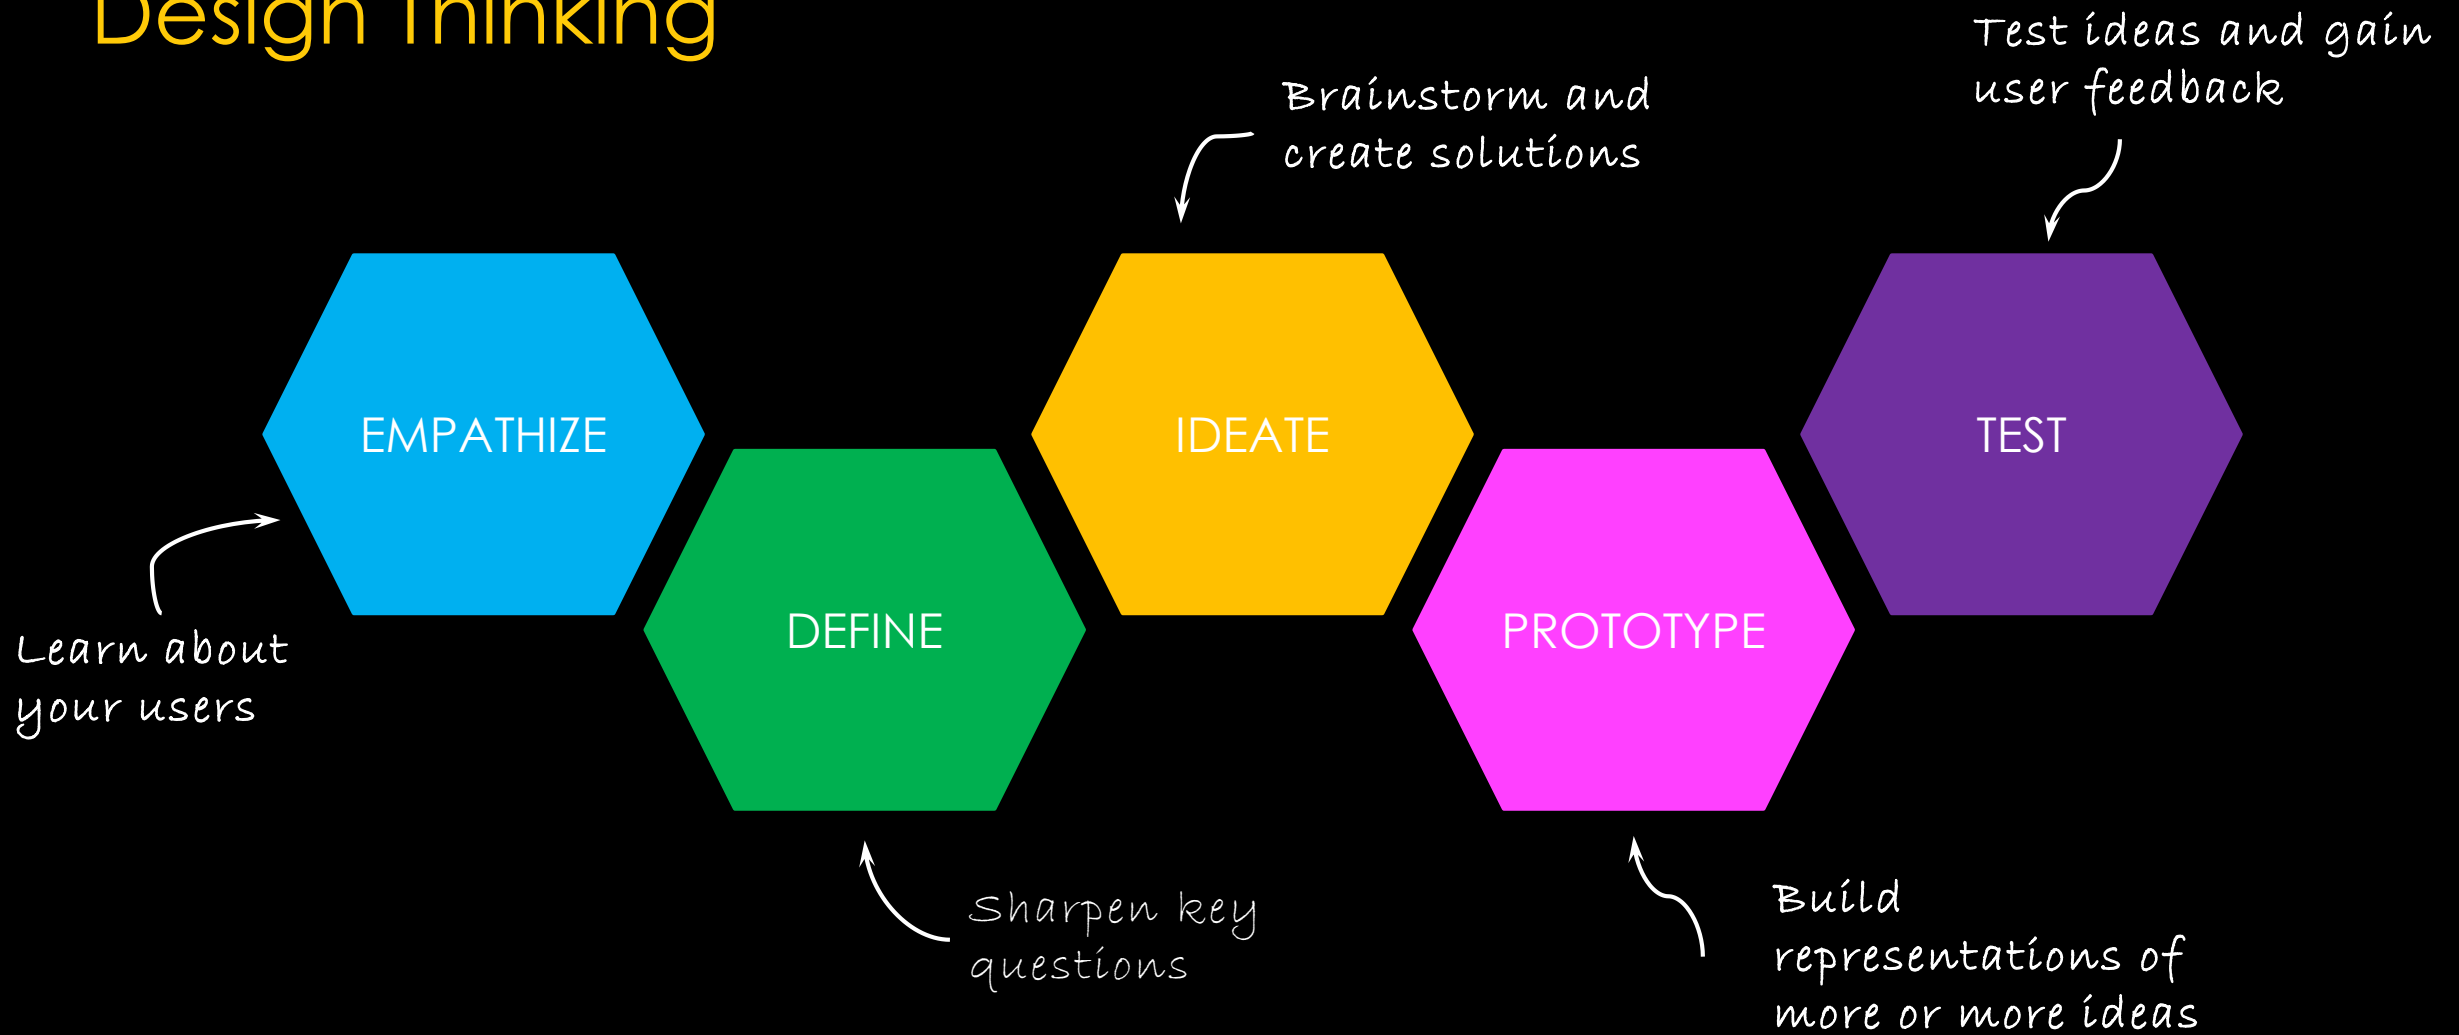 Design Thinking
Test ideas and gain
user feedback
Brainstorm and
create solutions
EMPATHIZE
IDEATE
TEST
DEFINE
PROTOTYPE
Learn about
your users
Sharpen key
questions
Build
representations of
more or more ideas